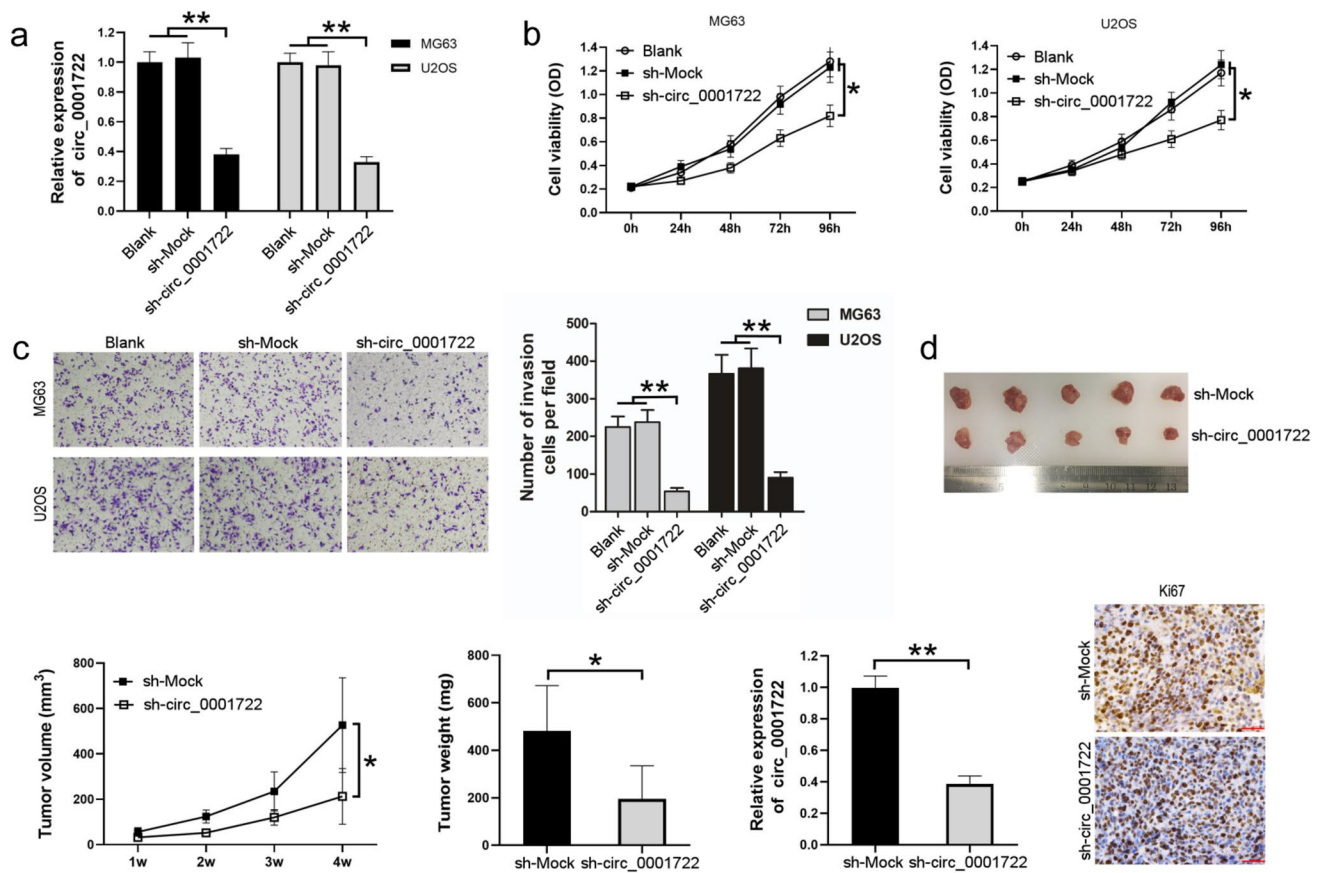 a
Relative expression
of circ_0001722
1.4
1.2
1.0
0.8
0.6
0.4
0.2
0.0
**
**
MG63
U2OS
Blank
sh-Mock
sh-circ_0001722
Blank
sh-Mock
sh-circ_0001722
b
MG63
Cell viability (OD)
1.4
1.2
1.0
0.8
0.6
0.4
0.2
0.0
Blank
sh-Mock
sh-circ_0001722
*
0h
24h
48h
72h
96h
U2OS
Cell viability (OD)
1.4
1.2
1.0
0.8
0.6
0.4
0.2
0.0
Blank
sh-Mock
sh-circ_0001722
*
0h
24h
48h
72h
96h
c
Blank
sh-Mock
sh-circ_0001722
MG63
U2OS
Number of invasion
cells per field
500
400
300
200
100
0
**
**
MG63
U2OS
Blank
sh-Mock
sh-circ_0001722
Blank
sh-Mock
sh-circ_0001722
d
sh-Mock
sh-circ_0001722
8 9 10 11 12 13
Tumor volume (nm³)
800
600
400
200
0
sh-Mock
sh-circ_0001722
*
1w
2w
3w
4w
Tumor weight (mg)
800
600
400
200
0
*
sh-Mock
sh-circ_0001722
Relative expression
of circ_0001722
1.2
1.0
0.8
0.6
0.4
0.2
0.0
**
sh-Mock
sh-circ_0001722
Ki67
sh-Mock
sh-circ_0001722